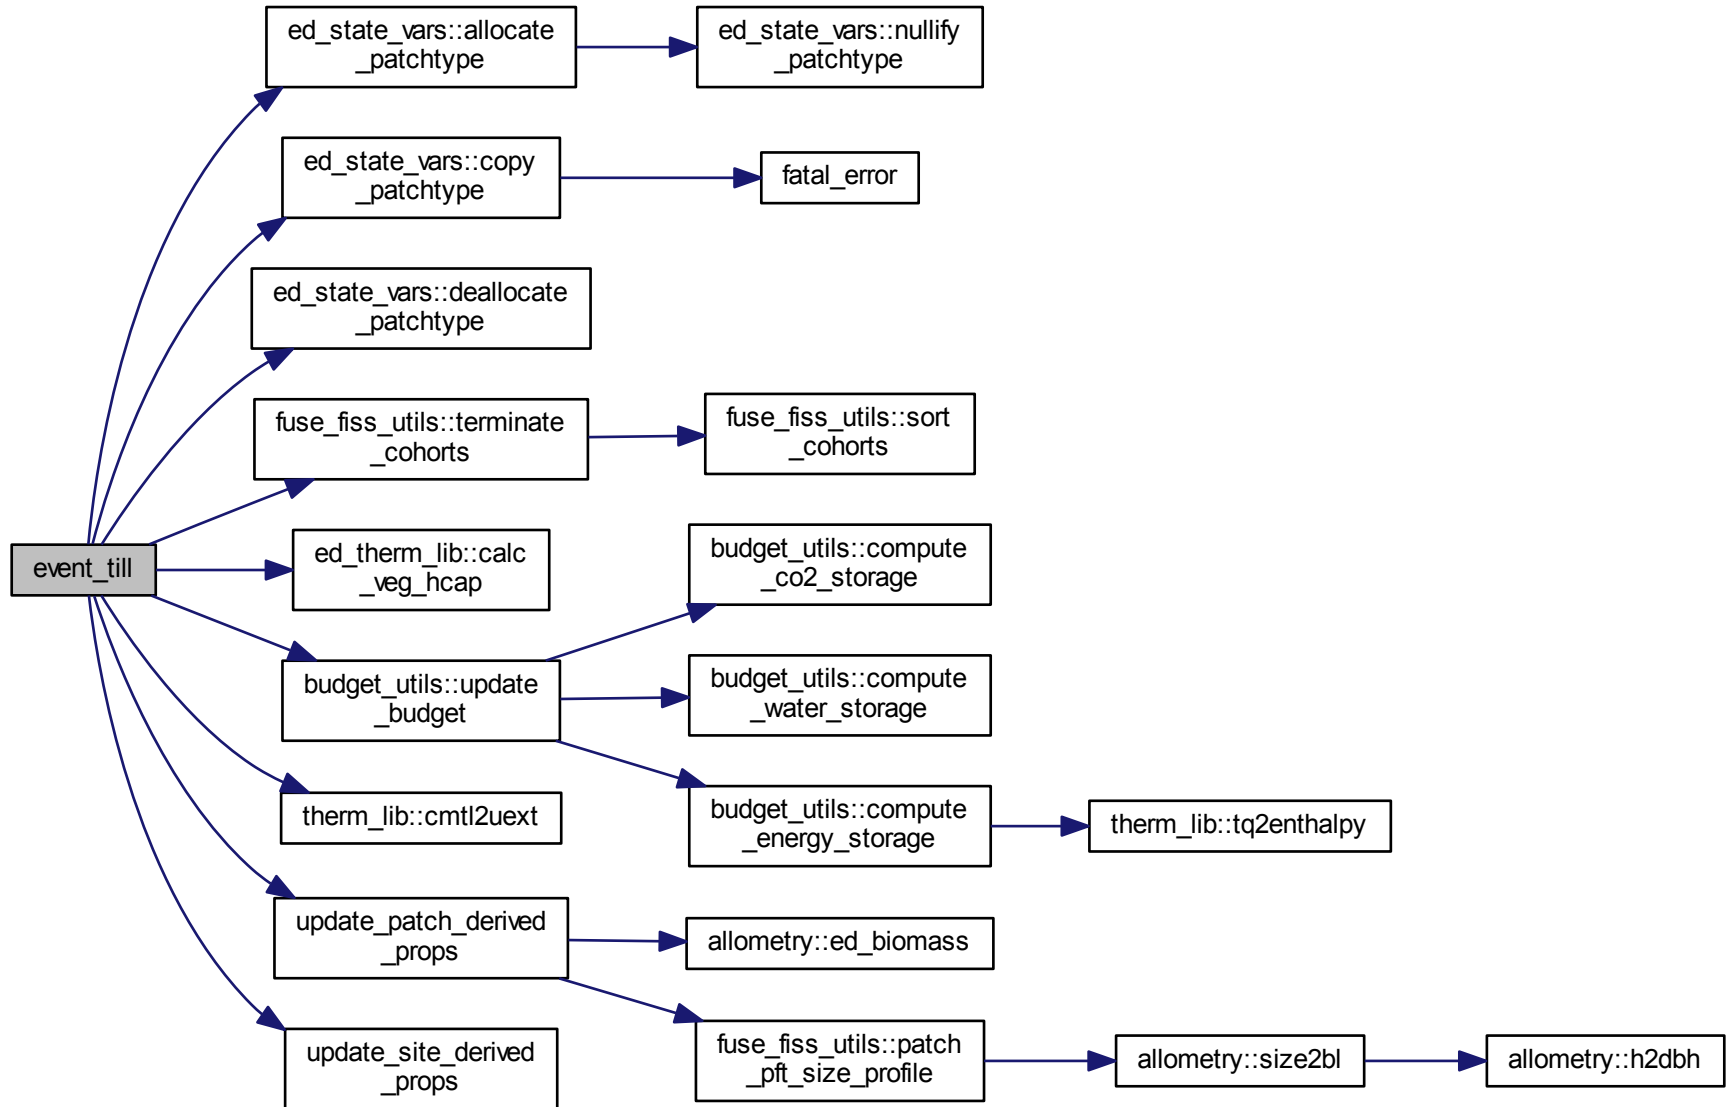 ed_state_vars::allocate
_patchtype
ed_state_vars::nullify
_patchtype
ed_state_vars::copy
_patchtype
fatal_error
ed_state_vars::deallocate
_patchtype
fuse_fiss_utils::terminate
_cohorts
fuse_fiss_utils::sort
_cohorts
event_till
ed_therm_lib::calc
_veg_hcap
budget_utils::compute
_co2_storage
budget_utils::update
_budget
budget_utils::compute
_water_storage
therm_lib::cmtl2uext
budget_utils::compute
_energy_storage
therm_lib::tq2enthalpy
update_patch_derived
_props
allometry::ed_biomass
update_site_derived
_props
fuse_fiss_utils::patch
_pft_size_profile
allometry::size2bl
allometry::h2dbh